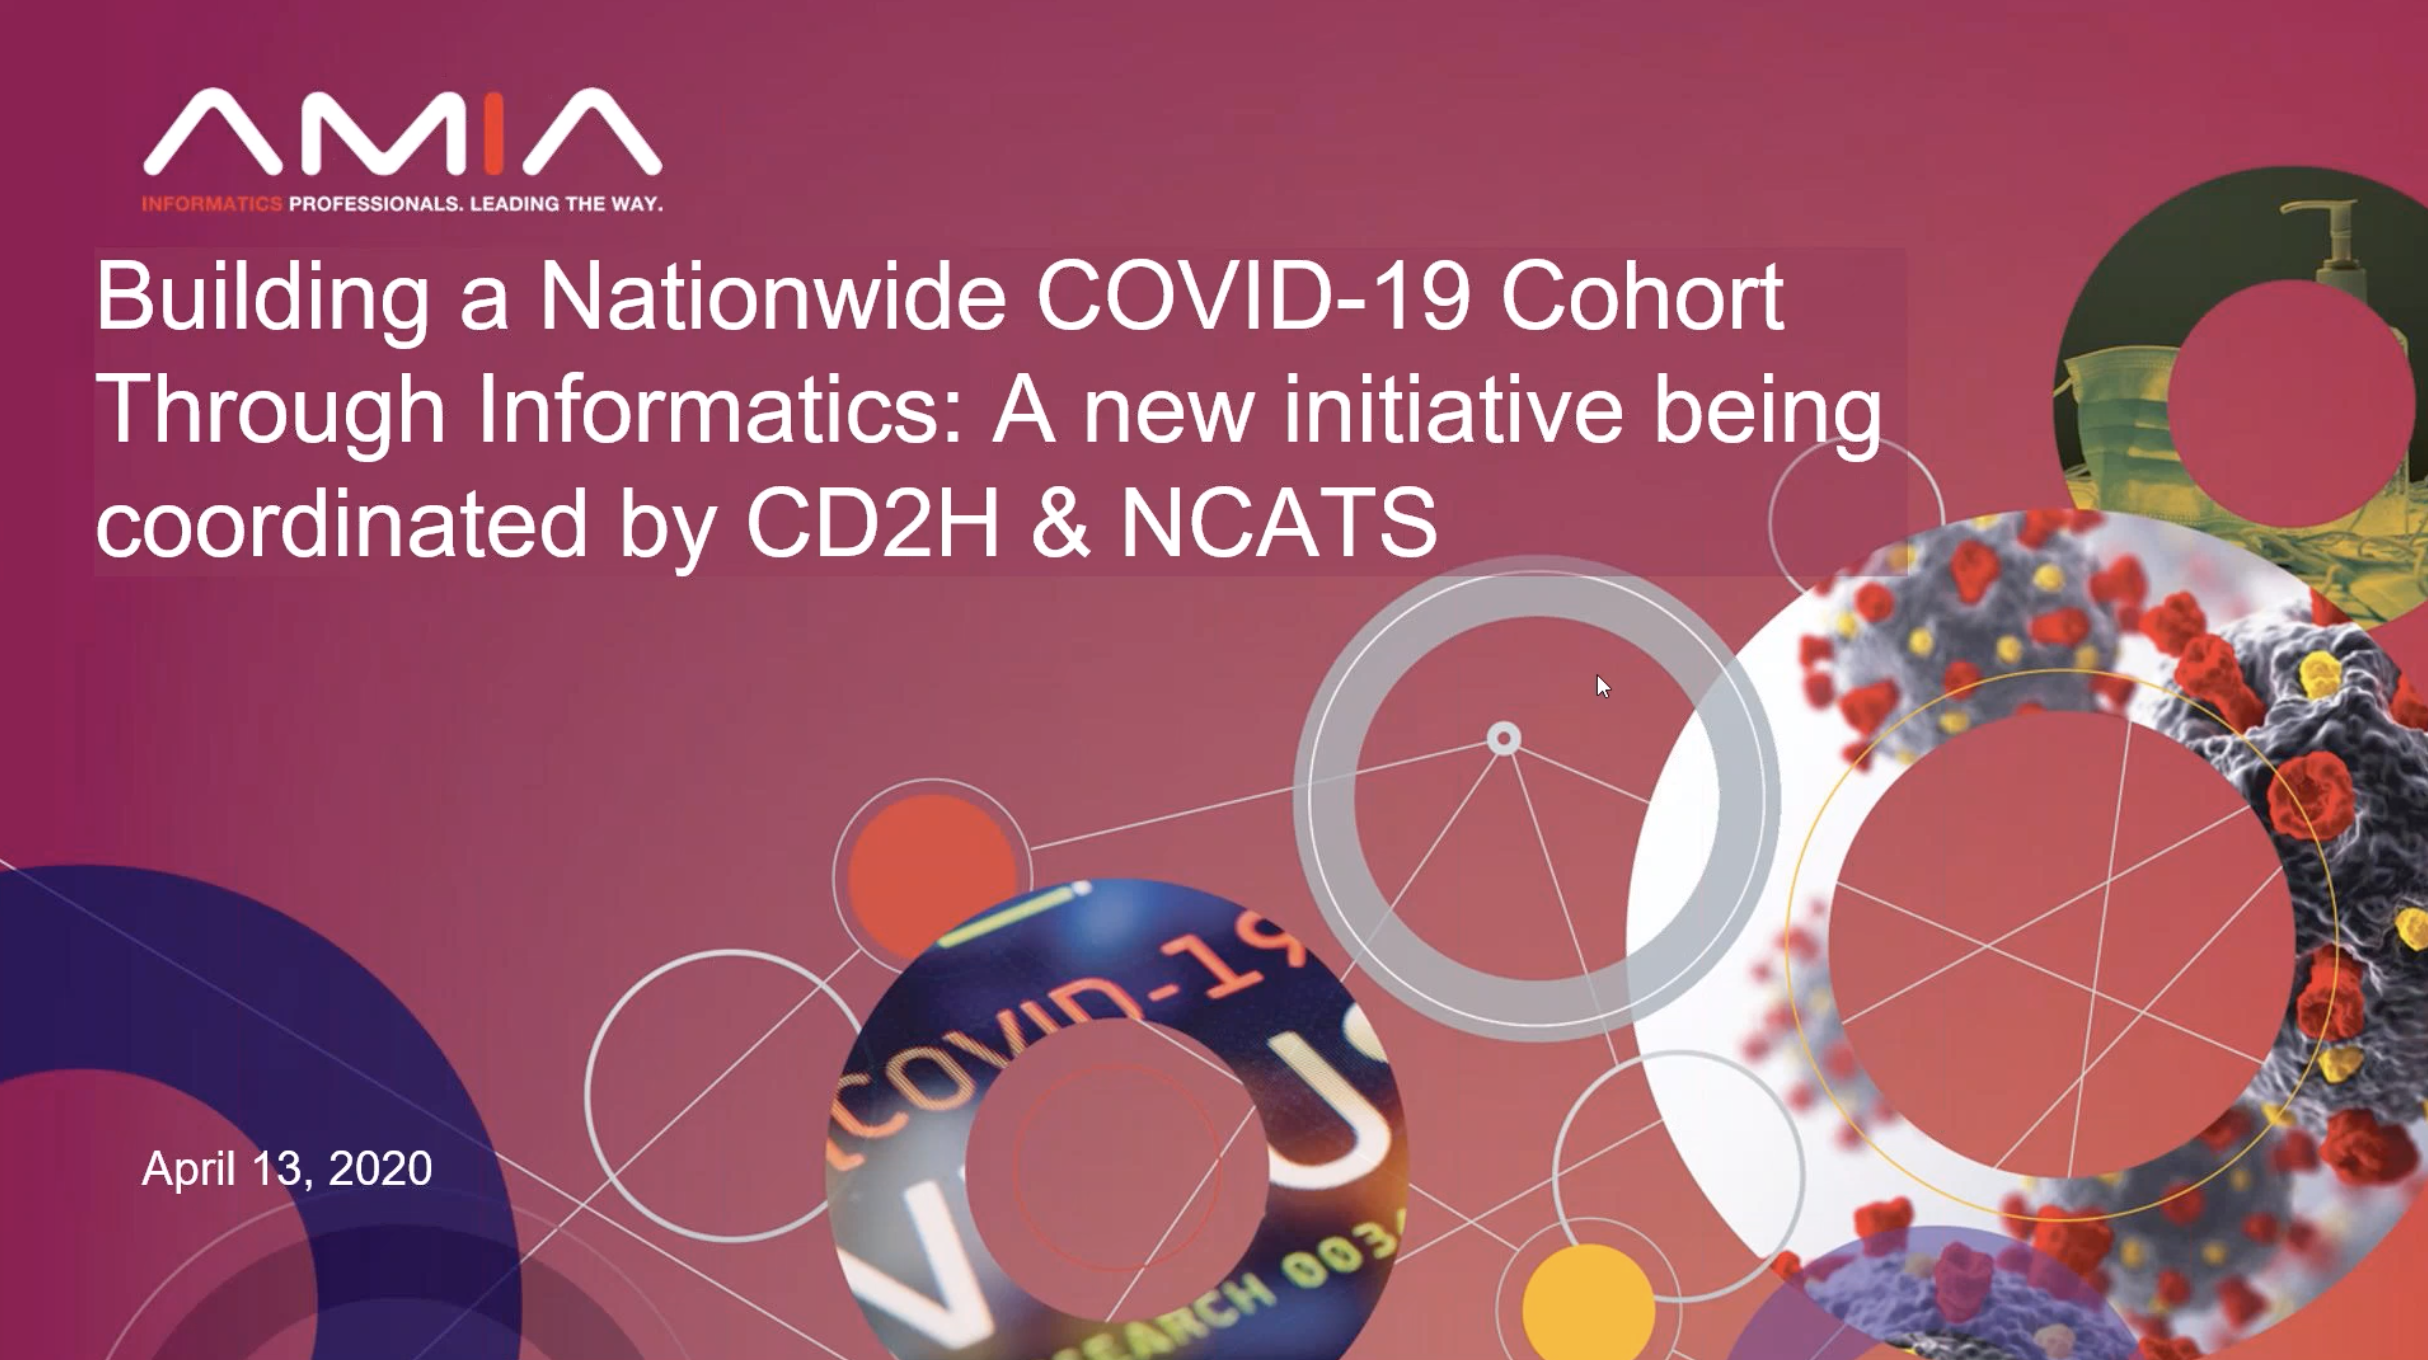 AMIA
INFORMATICS PROFESSIONALS. LEADING THE WAY.
Building a Nationwide COVID-19 Cohort
Through Informatics: A new initiative being
coordinated by CD2H & NCATS
April 13, 2020
COVID-19